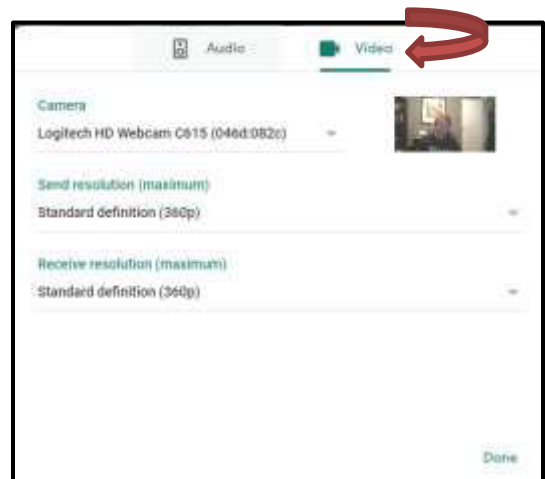 Audio
Video
Camera
Logitech HD Webcam C615 (046d:082c)
Send resolution (maximum)
Standard definition (360p)
Receive resolution (maximum)
Standard definition (360p)
Done